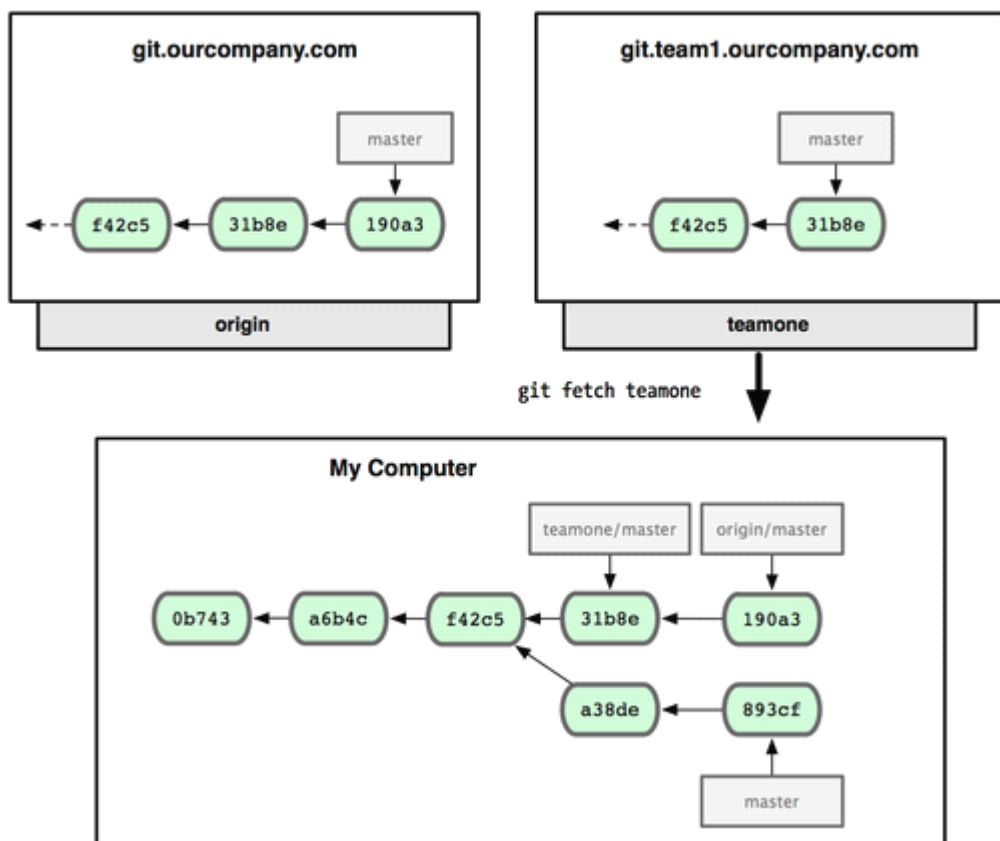 git.ourcompany.com
master
f42c5
31b8e
190a3
origin
git.team1.ourcompany.com
master
f42c5
31b8e
teamone
git fetch teamone
My Computer
teamone/master
origin/master
0b743
a6b4c
f42c5
31b8e
190a3
a38de
893cf
master